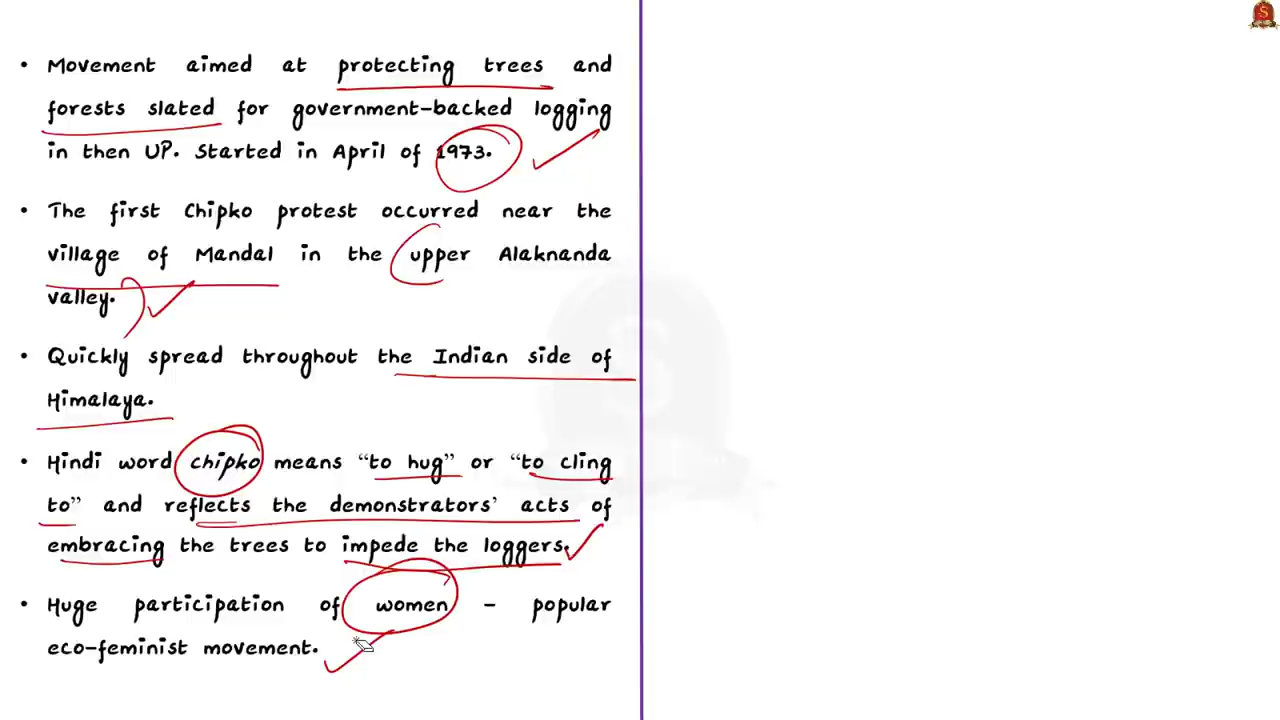 • Movement aimed at protecting trees and
forests slated for government-backed logging
in then UP. Started in April of 1973.
• The first Chipko protest occurred near the
village of Mandal in the upper Alaknanda
valley.
• Quickly spread throughout the Indian side of
Himalaya.
• Hindi word chipko means “to hug” or “to cling
to” and reflects the demonstrators’ acts of
embracing the trees to impede the loggers.
• Huge participation of women – popular
eco-feminist movement.